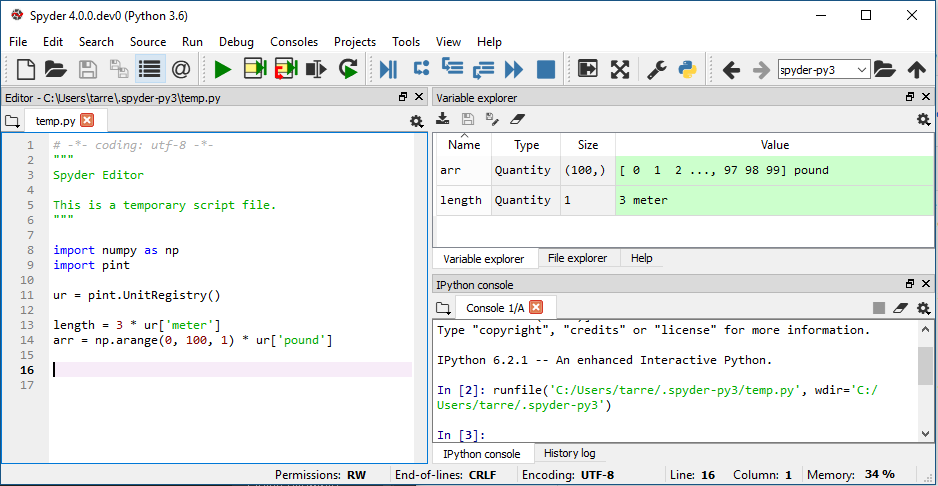 Spyder 4.0.0.dev0 (Python 3.6)
File Edit Search Source Run Debug Consoles Projects Tools View Help
spyder-py3
Editor - C:\Users\tarre\.spyder-py3\temp.py
temp.py
1 # -*- coding: utf-8 -*-
2 """
3 Spyder Editor
4
5 This is a temporary script file.
6 """
7
8 import numpy as np
9 import pint
10
11 ur = pint.UnitRegistry()
12
13 length = 3 * ur['meter']
14 arr = np.arange(0, 100, 1) * ur['pound']
15
16
17
Variable explorer
Name Type Size Value
arr Quantity (100,) [ 0 1 2 ..., 97 98 99] pound
length Quantity 1 3 meter
Variable explorer File explorer Help
IPython console
Console 1/A
Type "copyright", "credits" or "license" for more information.
IPython 6.2.1 -- An enhanced Interactive Python.
In [2]: runfile('C:/Users/tarre/.spyder-py3/temp.py', wdir='C:/
Users/tarre/.spyder-py3')
In [3]:
IPython console History log
Permissions: RW End-of-lines: CRLF Encoding: UTF-8 Line: 16 Column: 1 Memory: 34 %